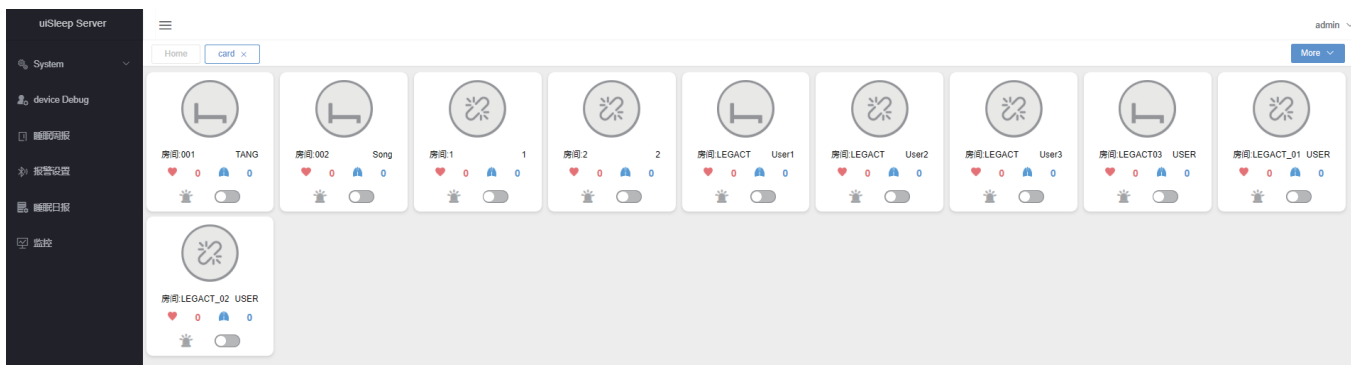 uiSleep Server
admin
System
device Debug
睡眠周报
报警设置
睡眠日报
监控
Home
card ×
More
房间:001 TANG
0 0
房间:002 Song
0 0
房间:1 1
0 0
房间:2 2
0 0
房间:LEGACT User1
0 0
房间:LEGACT User2
0 0
房间:LEGACT User3
0 0
房间:LEGACT03 USER
0 0
房间:LEGACT_01 USER
0 0
房间:LEGACT_02 USER
0 0